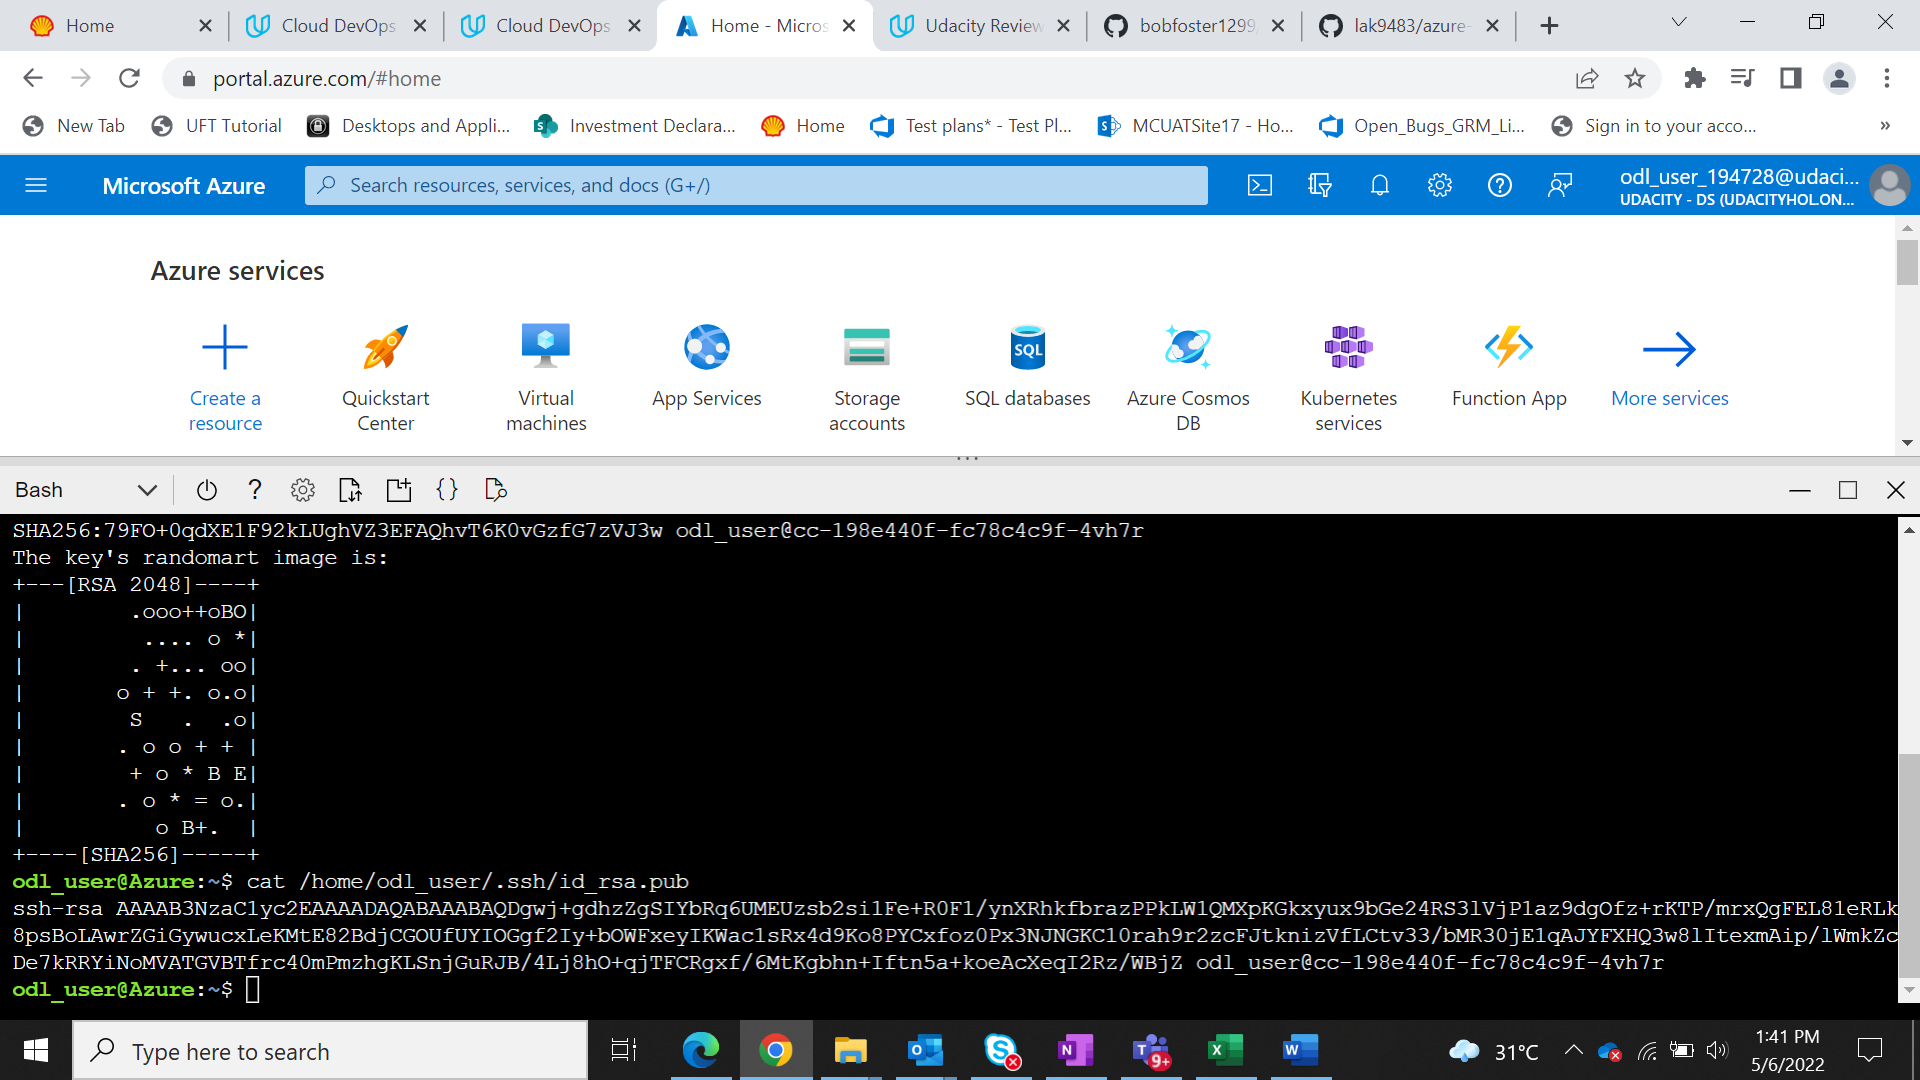 Home
Cloud DevOps
Cloud DevOps
Home - Micros
Udacity Review
bobfoster1299
lak9483/azure-
portal.azure.com/#home
New Tab
UFT Tutorial
Desktops and Appli...
Investment Declara...
Home
Test plans* - Test Pl...
MCUATSite17 - Ho...
Open_Bugs_GRM_Li...
Sign in to your acco...
»
Microsoft Azure
Search resources, services, and docs (G+/)
odl_user_194728@udaci...
UDACITY - DS (UDACITYHOL.ON...
Azure services
Create a
resource
Quickstart
Center
Virtual
machines
App Services
Storage
accounts
SQL
SQL databases
Azure Cosmos
DB
Kubernetes
services
Function App
More services
Bash
SHA256:79FO+0qdXE1F92kLUghVZ3EFAQhvT6K0vGzfG7zVJ3w odl_user@cc-198e440f-fc78c4c9f-4vh7r
The key's randomart image is:
+---[RSA 2048]----+
|        .ooo++oBO|
|         .... o *|
|        . +... oo|
|       o + +. o.o|
|        S   .  .o|
|       . o o + + |
|        + o * B E|
|       . o * = o.|
|          o B+.  |
+----[SHA256]-----+
odl_user@Azure:~$ cat /home/odl_user/.ssh/id_rsa.pub
ssh-rsa AAAAB3NzaC1yc2EAAAADAQABAAABAQDgwj+gdhzZgSIYbRq6UMEUzsb2si1Fe+R0F1/ynXRhkfbrazPPkLW1QMXpKGkxyux9bGe24RS3lVjP1az9dgOfz+rKTP/mrxQgFEL81eRLk
8psBoLAwrZGiGywucxLeKMtE82BdjCGOUfUYIOGgf2Iy+bOWFxeyIKWac1sRx4d9Ko8PYCxfoz0Px3NJNGKC10rah9r2zcFJtknizVfLCtv33/bMR30jE1qAJYFXHQ3w8lItexmAip/lWmkZc
De7kRRYiNoMVATGVBTfrc40mPmzhgKLSnjGuRJB/4Lj8hO+qjTFCRgxf/6MtKgbhn+Iftn5a+koeAcXeqI2Rz/WBjZ odl_user@cc-198e440f-fc78c4c9f-4vh7r
odl_user@Azure:~$
Type here to search
9+
31°C
1:41 PM
5/6/2022